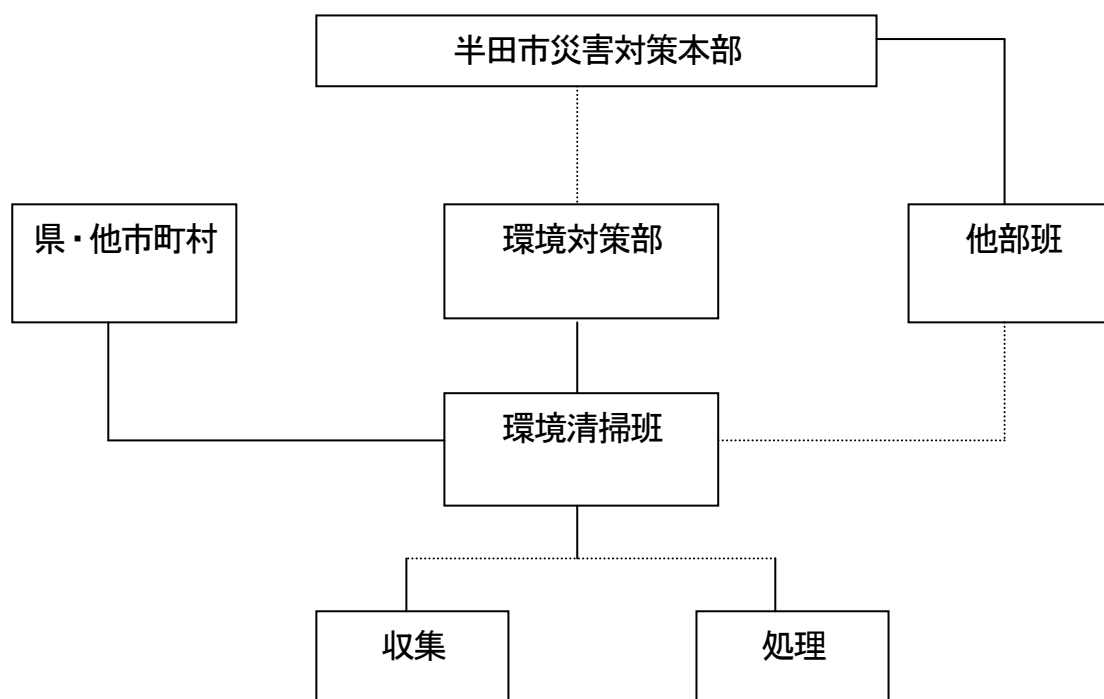 半田市災害対策本部
県・他市町村
環境対策部
他部班
環境清掃班
収集
処理